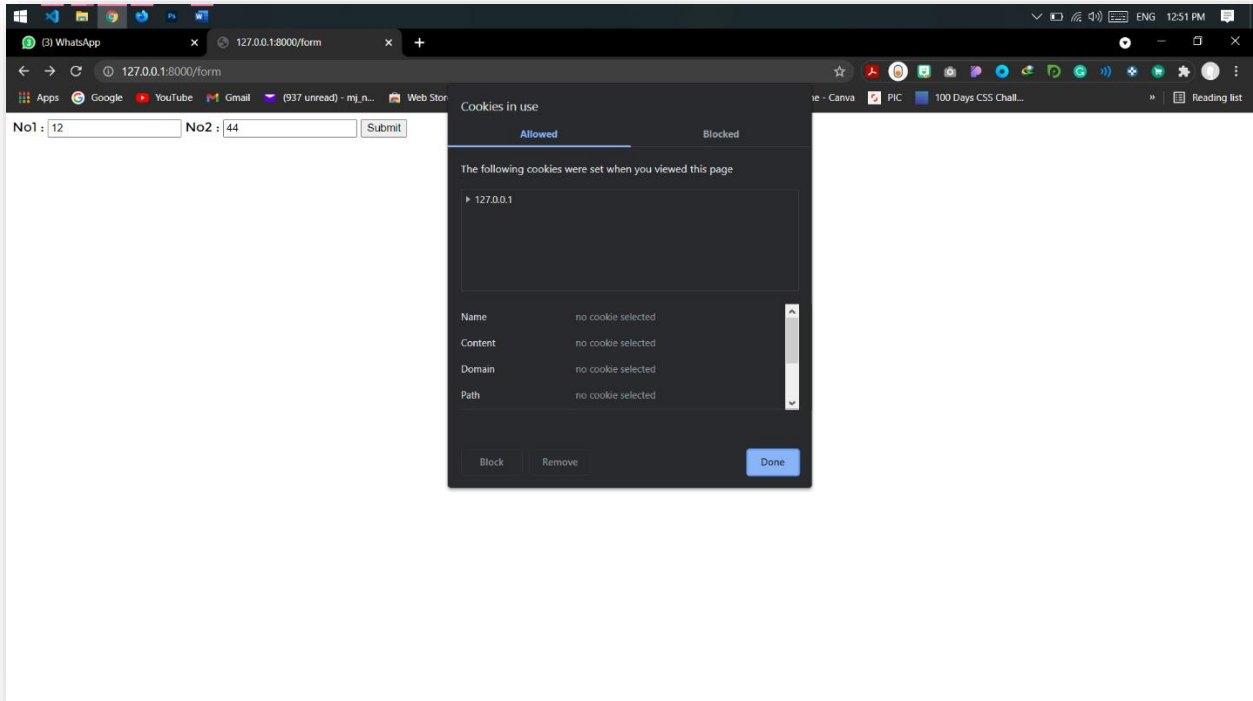 ENG 12:51 PM
(3) WhatsApp 127.0.0.1:8000/form
127.0.0.1:8000/form
Apps Google YouTube Gmail (937 unread) - mj_n... Web Stor e - Canva PIC 100 Days CSS Chall... » Reading list
No1 : 12 No2 : 44 Submit
Cookies in use
Allowed Blocked
The following cookies were set when you viewed this page
127.0.0.1
Name no cookie selected
Content no cookie selected
Domain no cookie selected
Path no cookie selected
Block Remove Done